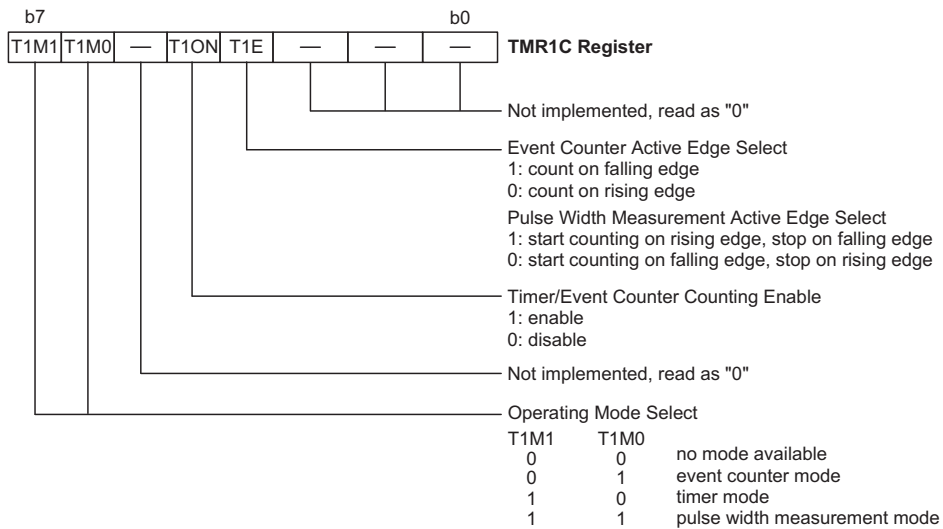 b7 b0
T1M1 T1M0 — T1ON T1E — — — TMR1C Register
Not implemented, read as "0"
Event Counter Active Edge Select
1: count on falling edge
0: count on rising edge
Pulse Width Measurement Active Edge Select
1: start counting on rising edge, stop on falling edge
0: start counting on falling edge, stop on rising edge
Timer/Event Counter Counting Enable
1: enable
0: disable
Not implemented, read as "0"
Operating Mode Select
T1M1 T1M0
0 0 no mode available
0 1 event counter mode
1 0 timer mode
1 1 pulse width measurement mode